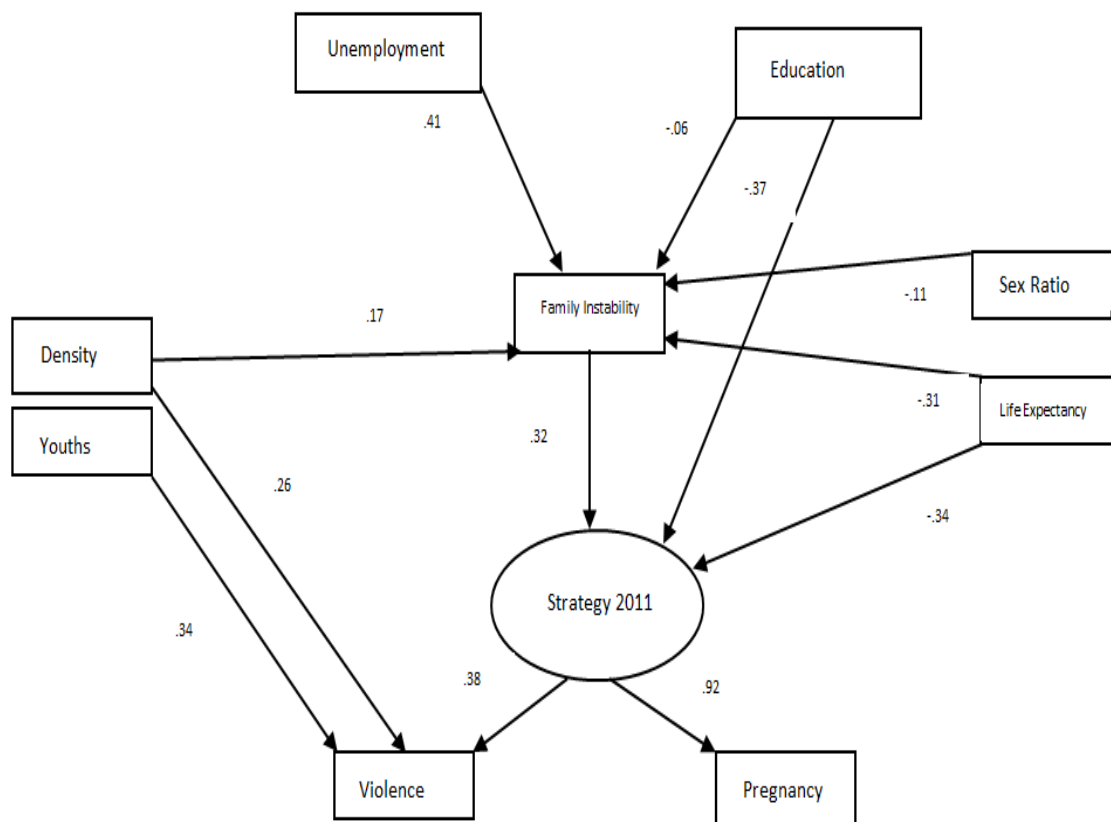 Unemployment
Education
.41
-.06
-.37
Family Instability
Sex Ratio
-.11
.17
Density
Life Expectancy
-.31
Youths
.32
.26
-.34
Strategy 2011
.34
.38
.92
Violence
Pregnancy